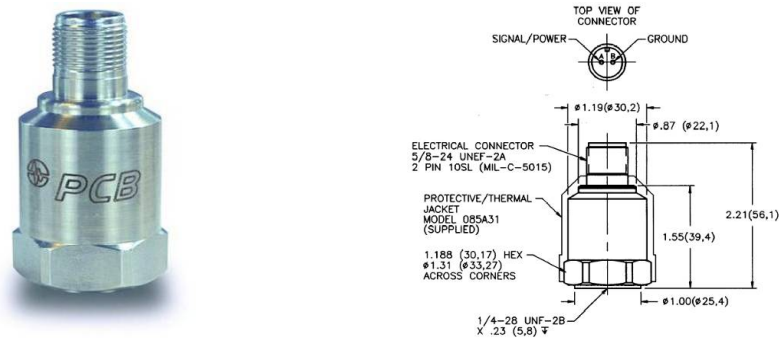 PCB
TOP VIEW OF
CONNECTOR
SIGNAL/POWER
GROUND
A B
ø1.19(ø30,2)
ø.87 (ø22,1)
ELECTRICAL CONNECTOR
5/8-24 UNEF-2A
2 PIN 10SL (MIL-C-5015)
PROTECTIVE/THERMAL
JACKET
MODEL 085A31
(SUPPLIED)
2.21(56,1)
1.55(39,4)
1.188 (30,17) HEX
ø1.31 (ø33,27)
ACROSS CORNERS
ø1.00(ø25,4)
1/4-28 UNF-2B
X .23 (5,8) ↧